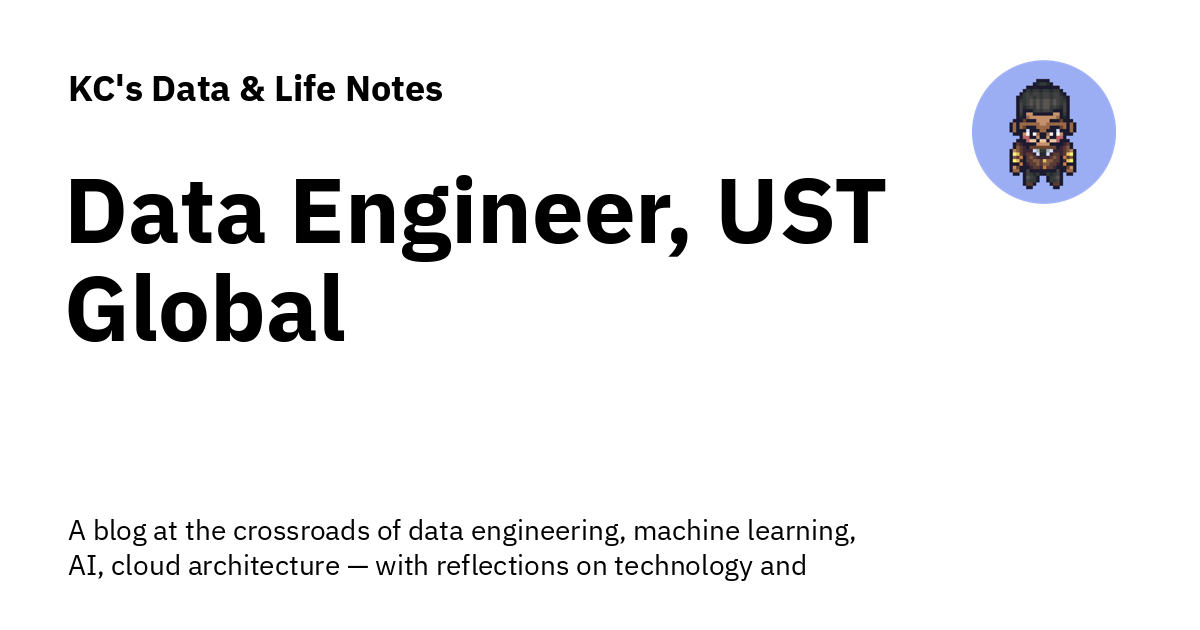 KC's Data & Life Notes
Data Engineer, UST
Global
A blog at the crossroads of data engineering, machine learning,
AI, cloud architecture — with reflections on technology and